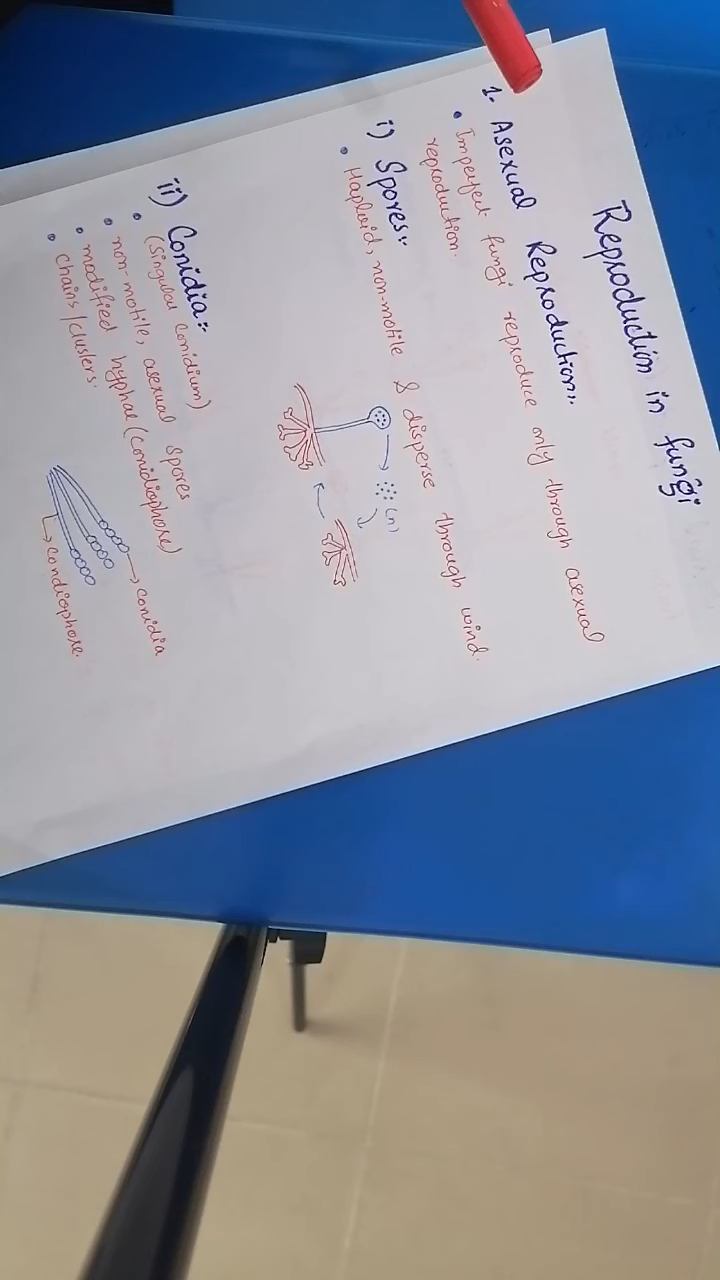 Reproduction in fungi
1. Asexual Reproduction:.
• Imperfect fungi reproduce only through asexual
reproduction.
i) Spores:.
• Haploid, non-motile & disperse through wind.
(n)
ii) Conidia:.
• (Singular conidium)
• non-motile, asexual spores
• modified hyphae (conidiophore)
• chains/clusters.
→ conidia
→ condiophore.